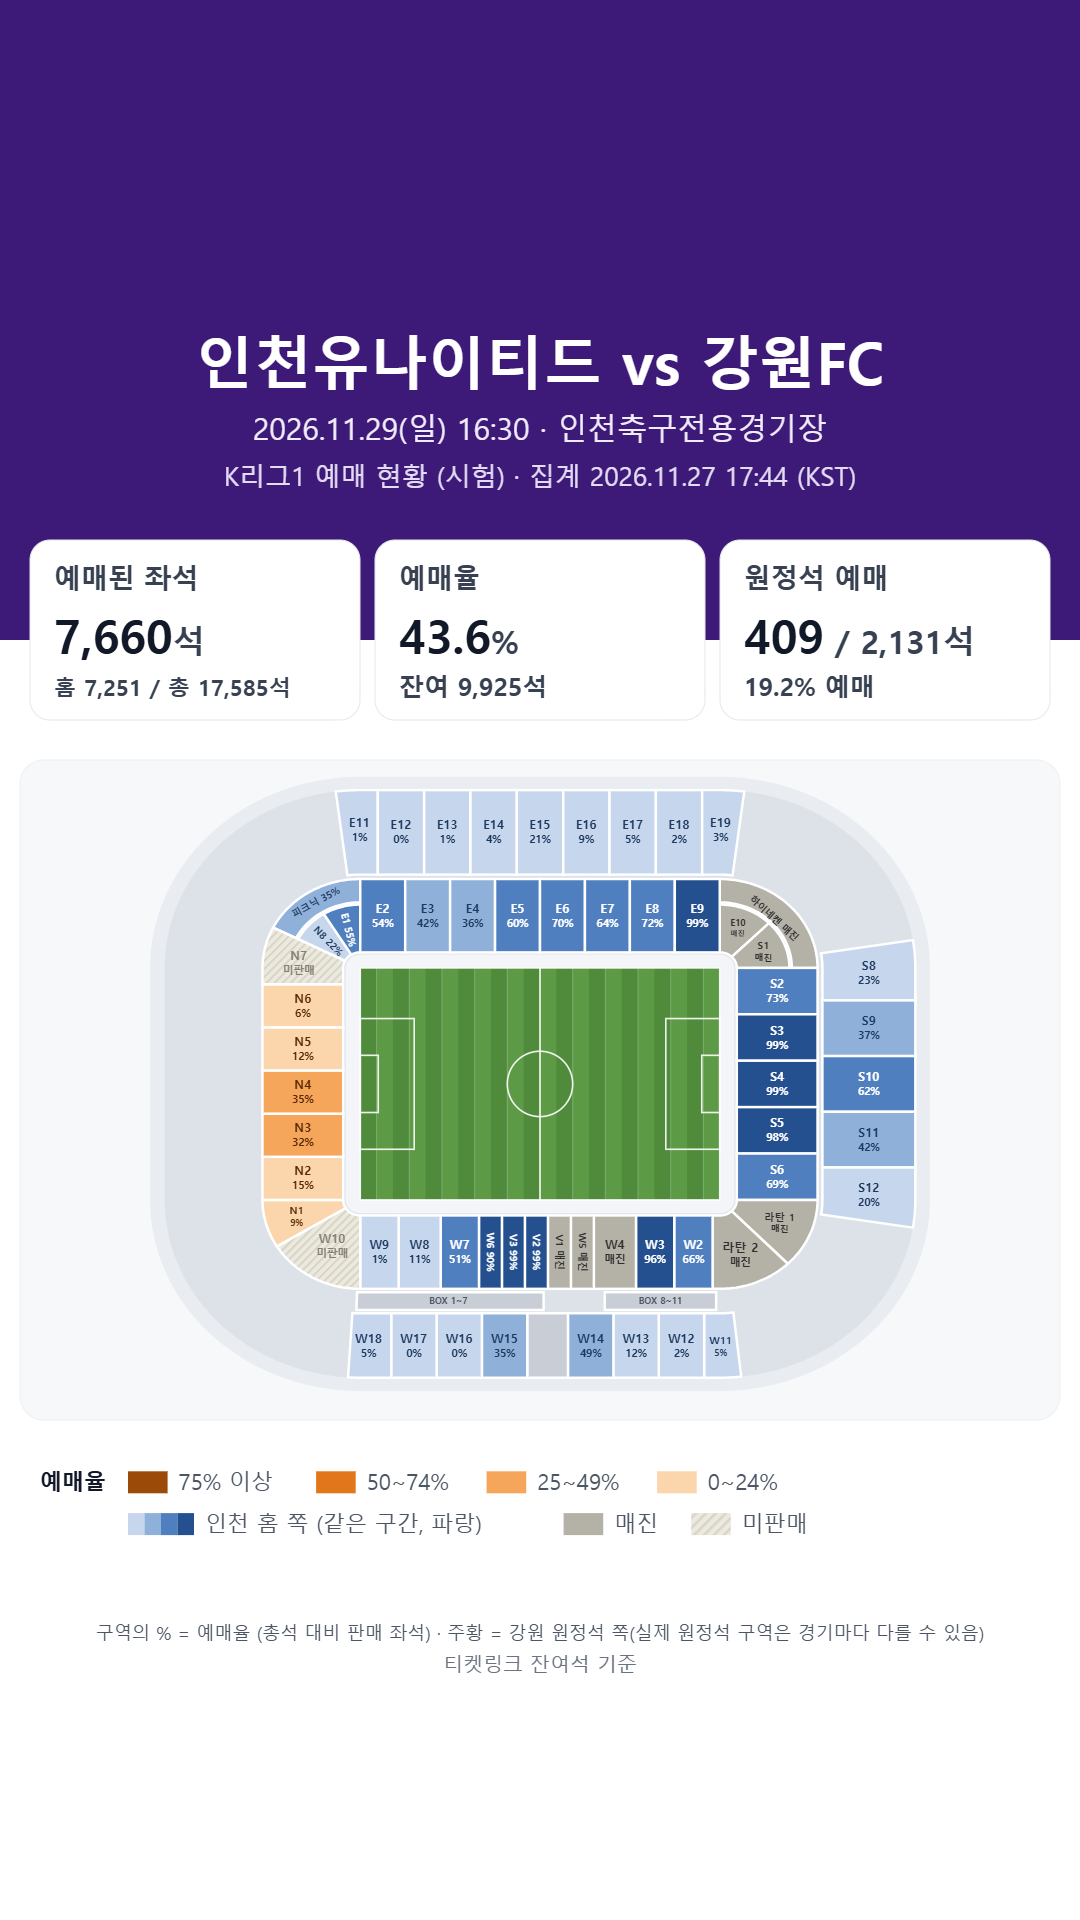 인천유나이티드 vs 강원FC
2026.11.29(일) 16:30 · 인천축구전용경기장
K리그1 예매 현황 (시험) · 집계 2026.11.27 17:44 (KST)
예매된 좌석
7,660석
홈 7,251 / 총 17,585석
예매율
43.6%
잔여 9,925석
원정석 예매
409 / 2,131석
19.2% 예매
E11
1%
E12
0%
E13
1%
E14
4%
E15
21%
E16
9%
E17
5%
E18
2%
E19
3%
피크닉 35%
N8 22%
E1 55%
E2
54%
E3
42%
E4
36%
E5
60%
E6
70%
E7
64%
E8
72%
E9
99%
E10
매진
하이네켄 매진
S1
매진
N7
미판매
N6
6%
N5
12%
N4
35%
N3
32%
N2
15%
N1
9%
W10
미판매
S2
73%
S3
99%
S4
99%
S5
98%
S6
69%
S8
23%
S9
37%
S10
62%
S11
42%
S12
20%
라탄 1
매진
라탄 2
매진
W9
1%
W8
11%
W7
51%
W6 90%
V3 99%
V2 99%
V1 매진
W5 매진
W4
매진
W3
96%
W2
66%
BOX 1~7
BOX 8~11
W18
5%
W17
0%
W16
0%
W15
35%
W14
49%
W13
12%
W12
2%
W11
5%
예매율
75% 이상
50~74%
25~49%
0~24%
인천 홈 쪽 (같은 구간, 파랑)
매진
미판매
구역의 % = 예매율 (총석 대비 판매 좌석) · 주황 = 강원 원정석 쪽(실제 원정석 구역은 경기마다 다를 수 있음)
티켓링크 잔여석 기준